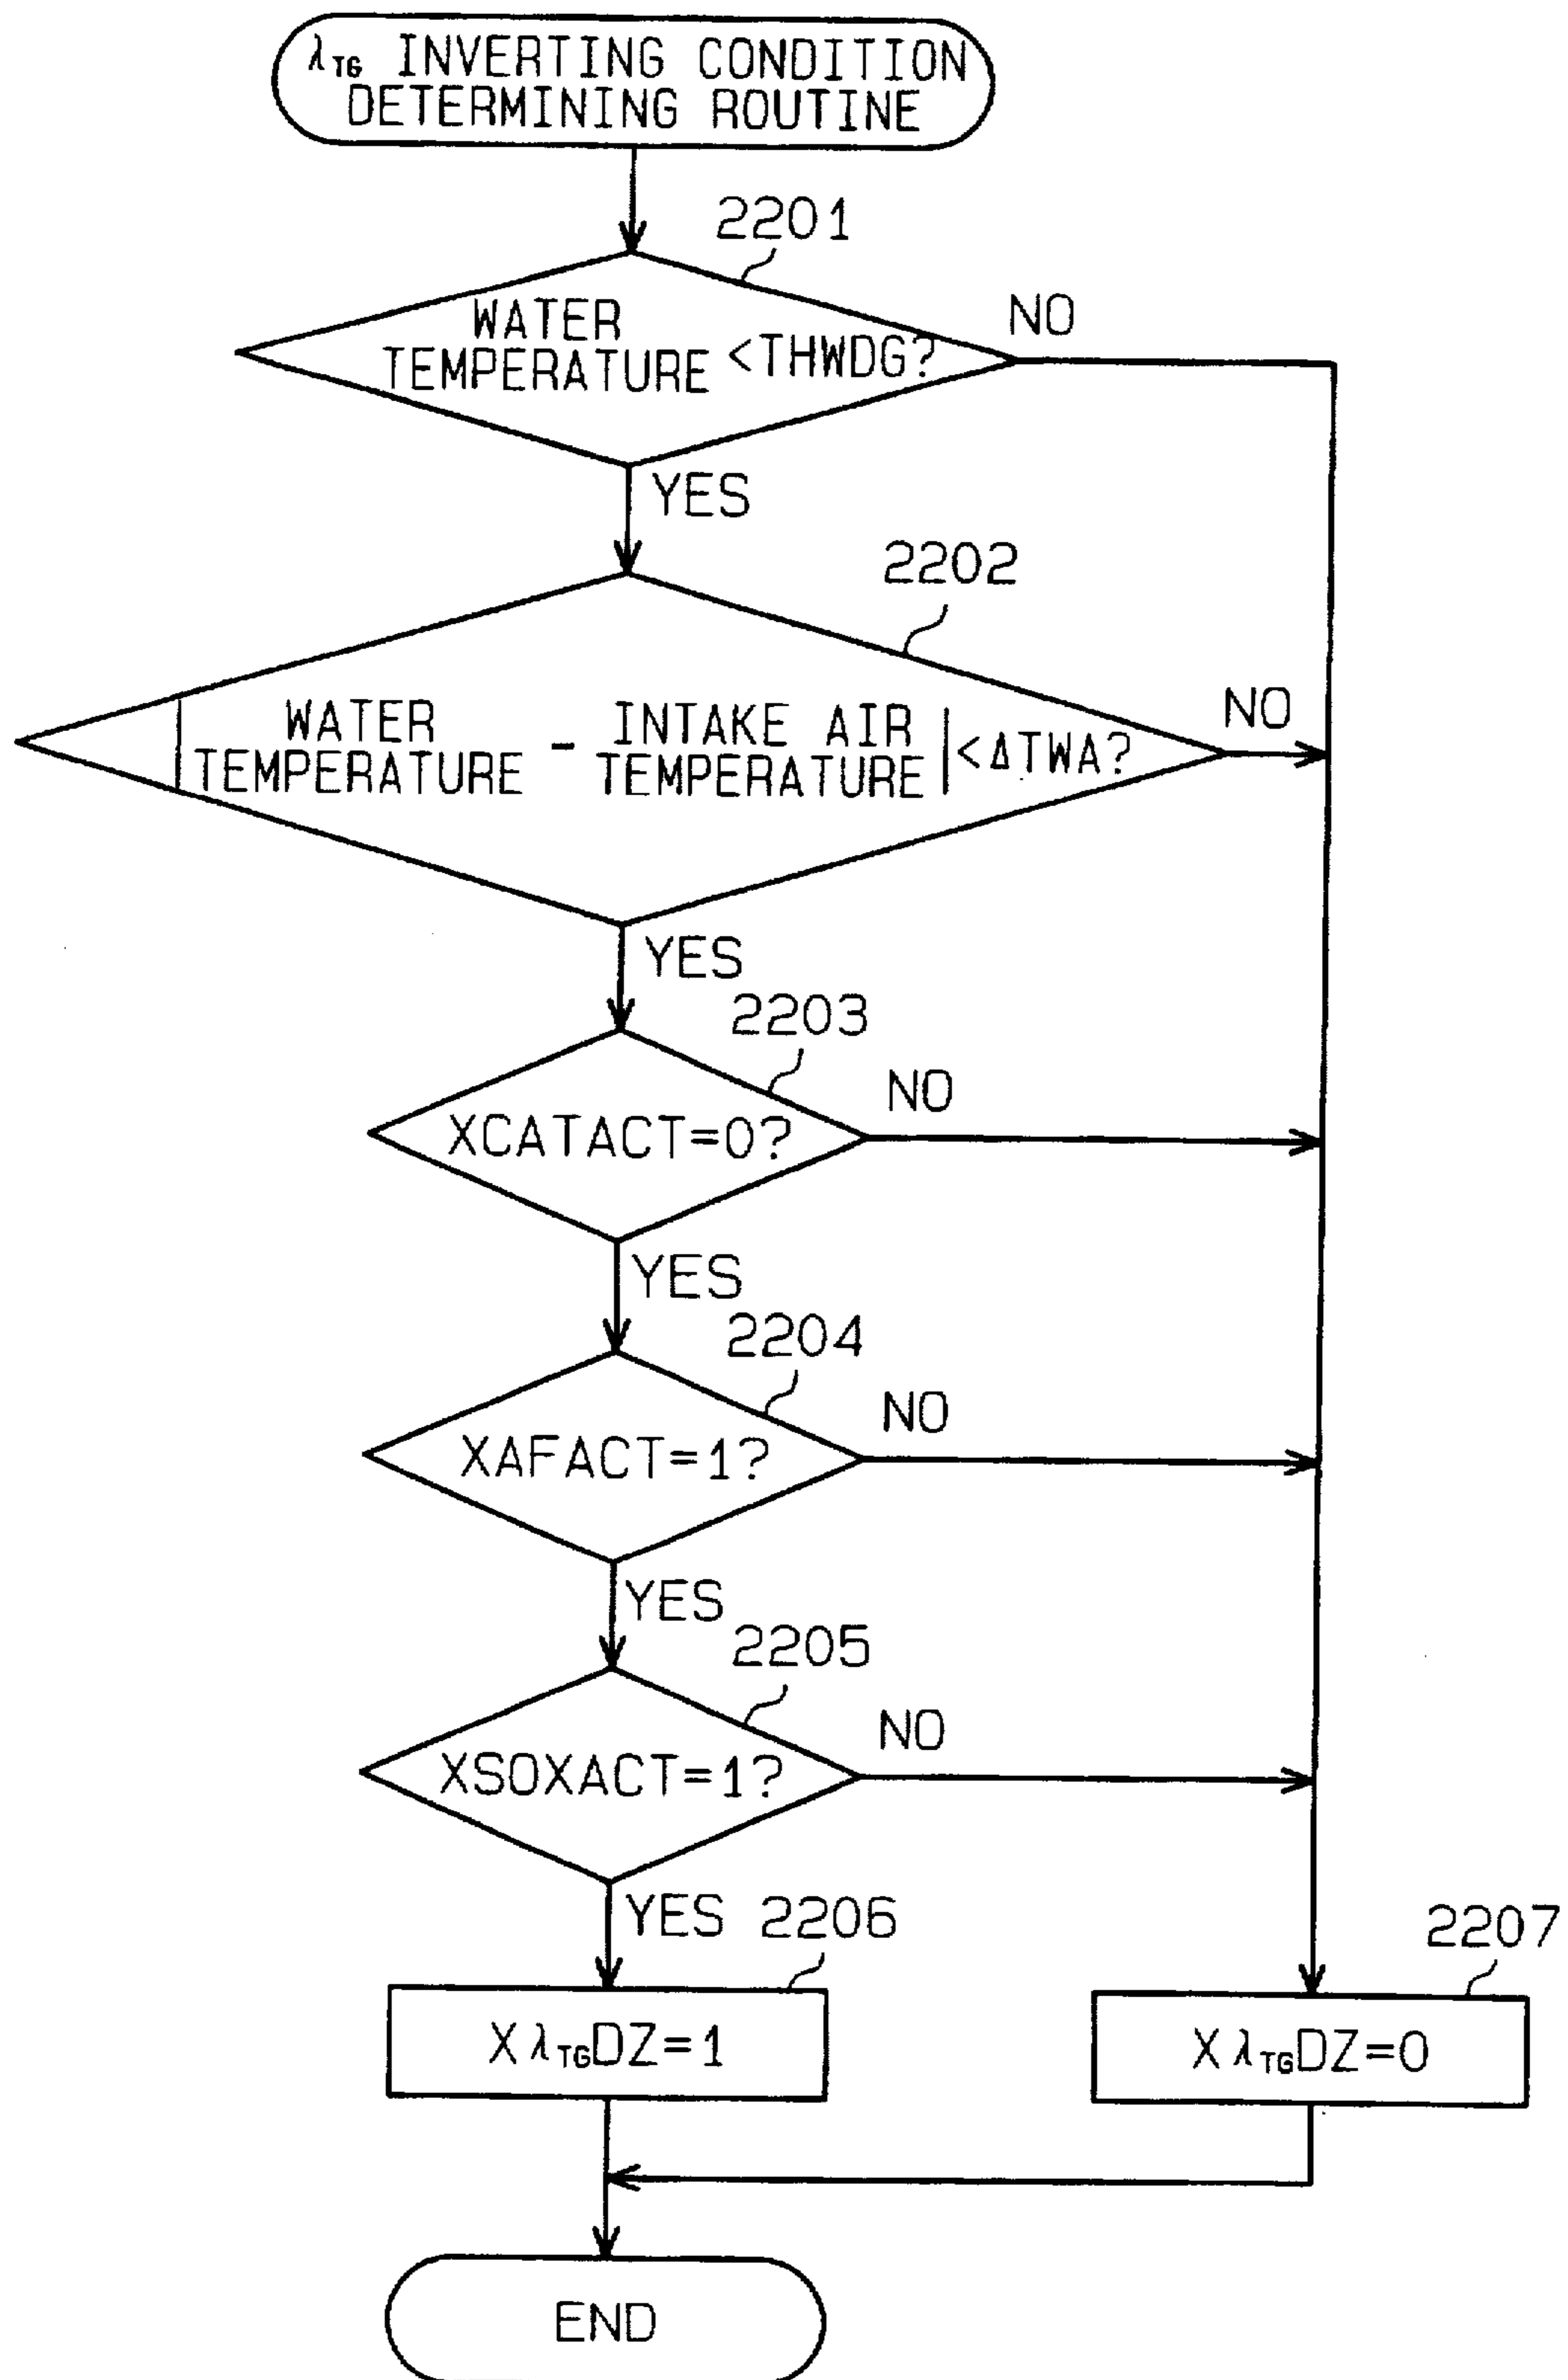 λTG INVERTING CONDITION
DETERMINING ROUTINE
2201
WATER
TEMPERATURE <THWDG?
NO
YES
2202
WATER
TEMPERATURE
-
INTAKE AIR
TEMPERATURE
<ΔTWA?
NO
YES
2203
XCATACT=0?
NO
YES
2204
XAFACT=1?
NO
YES
2205
XSOXACT=1?
NO
YES
2206
XλTGDZ=1
2207
XλTGDZ=0
END